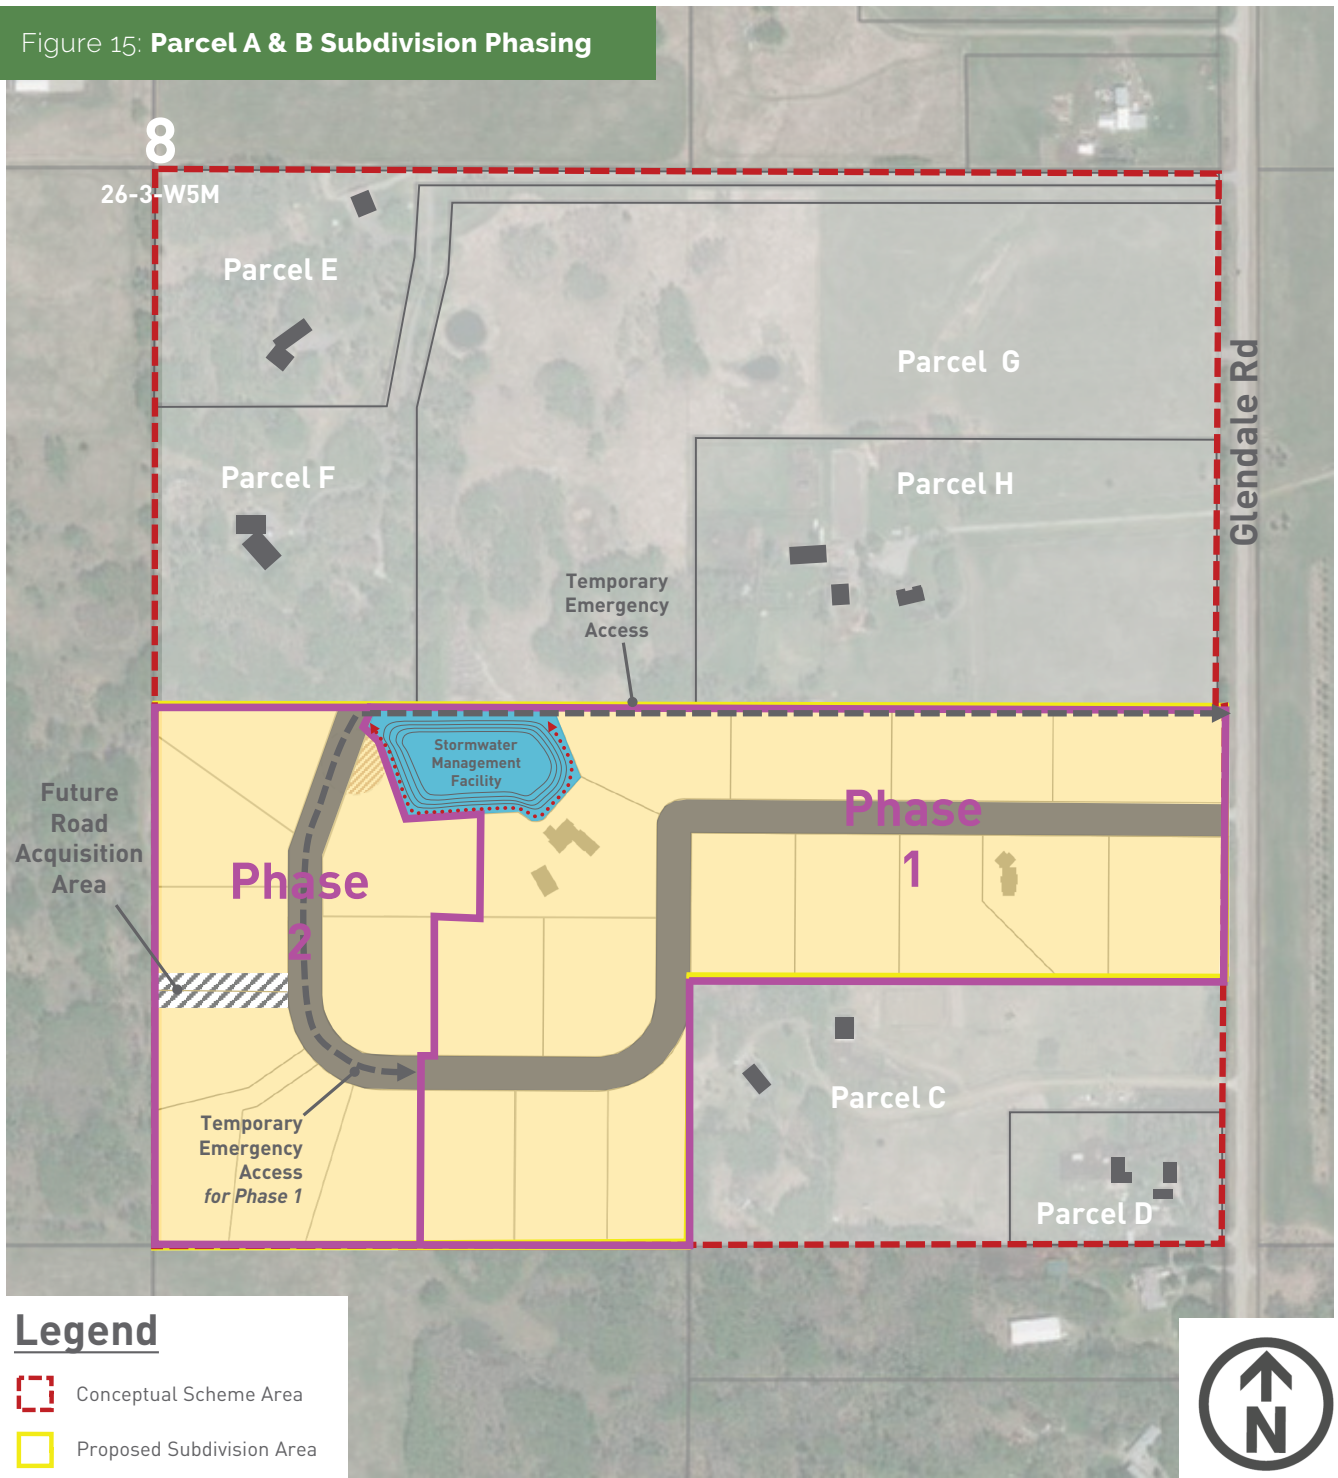 Figure 15: Parcel A & B Subdivision Phasing
8
26-3-W5M
Parcel E
Parcel G
Glendale Rd
Parcel F
Parcel H
Temporary
Emergency
Access
Stormwater
Management
Facility
Future
Road
Acquisition
Area
Phase
1
Phase
2
Parcel C
Temporary
Emergency
Access
for Phase 1
Parcel D
Legend
Conceptual Scheme Area
Proposed Subdivision Area
N